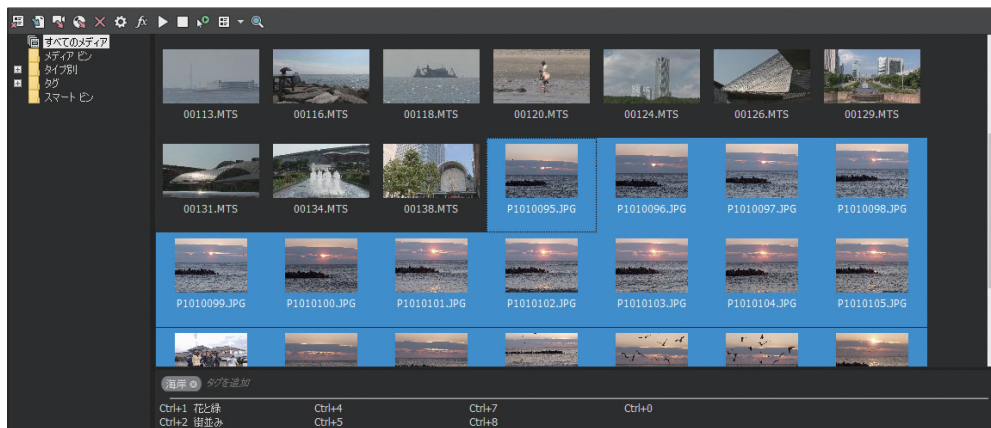 すべてのメディア
メディア ビン
タイプ別
タグ
スマート ビン
00113.MTS 00116.MTS 00118.MTS 00120.MTS 00124.MTS 00126.MTS 00129.MTS
00131.MTS 00134.MTS 00138.MTS P1010095.JPG P1010096.JPG P1010097.JPG P1010098.JPG
P1010099.JPG P1010100.JPG P1010101.JPG P1010102.JPG P1010103.JPG P1010104.JPG P1010105.JPG
海岸 タグを追加
Ctrl+1 花と緑 Ctrl+4 Ctrl+7 Ctrl+0
Ctrl+2 街並み Ctrl+5 Ctrl+8